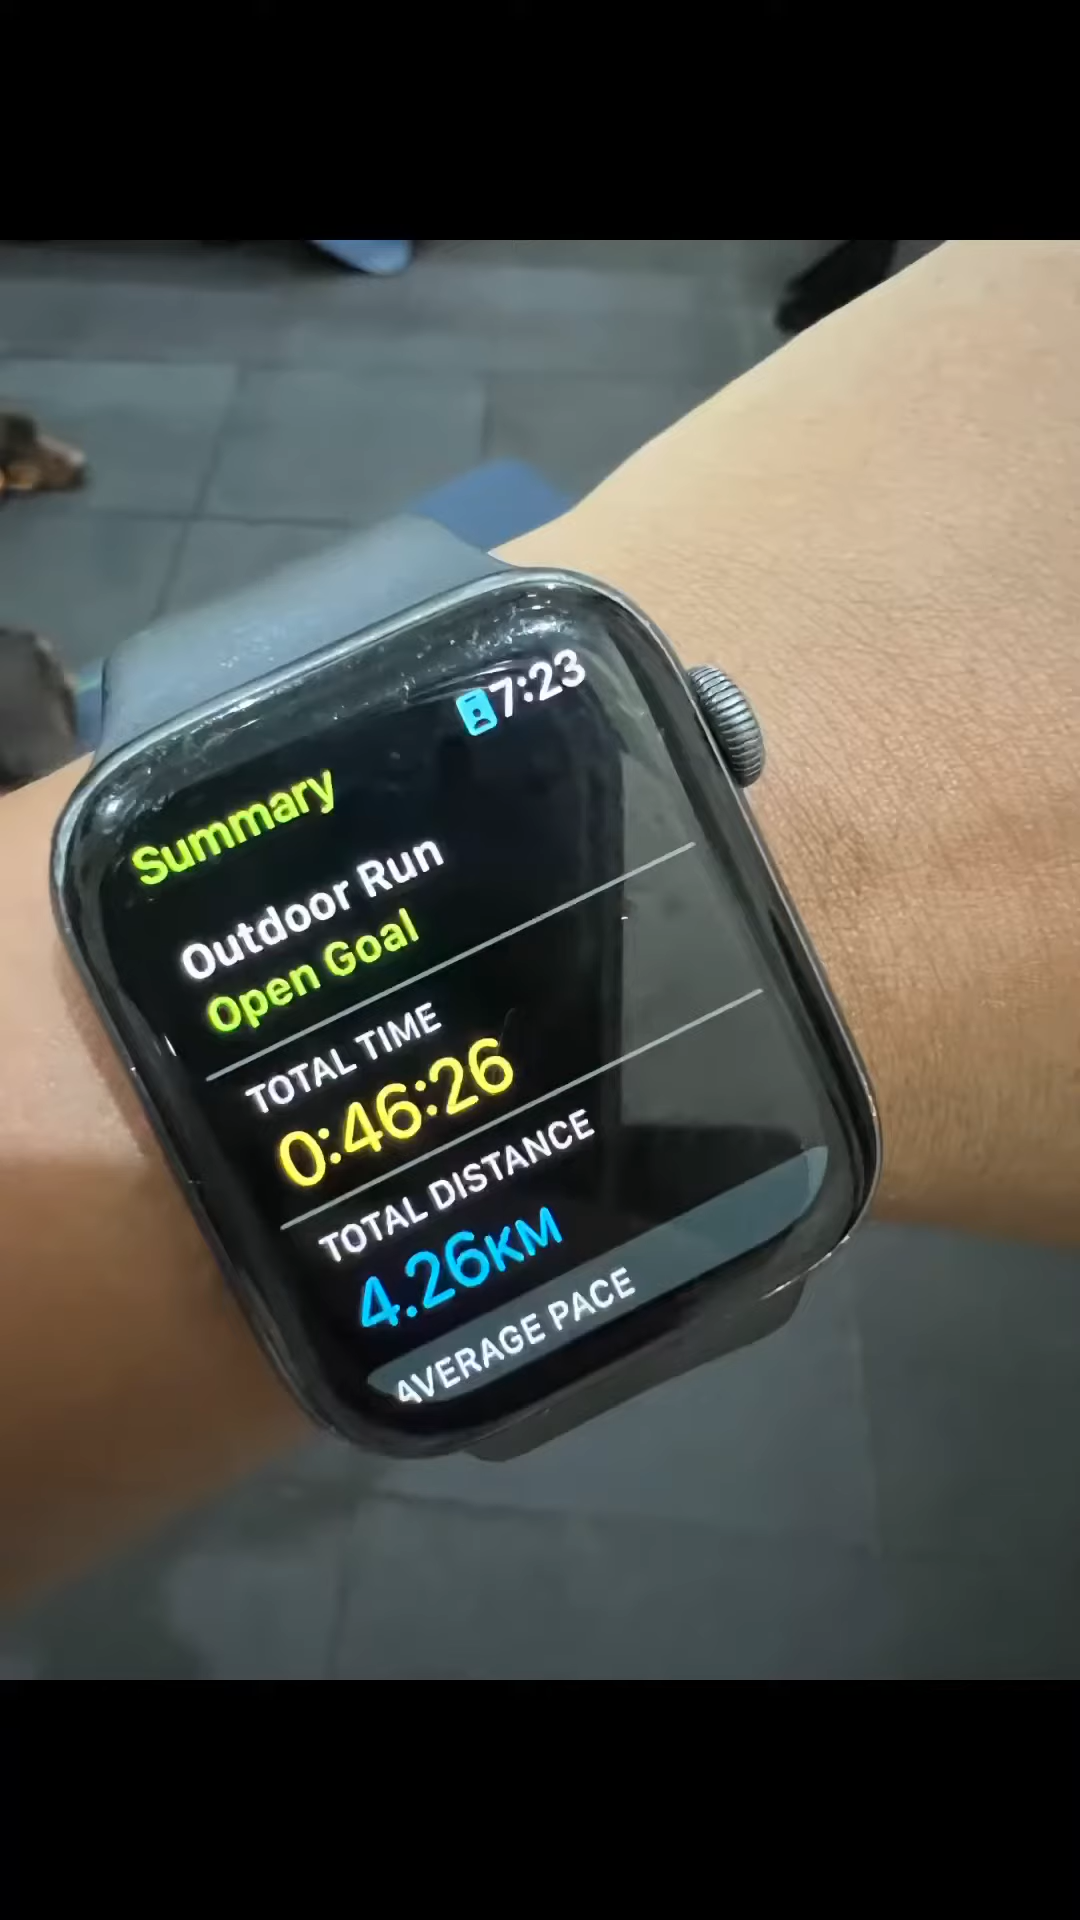 7:23
Summary
Outdoor Run
Open Goal
TOTAL TIME
0:46:26
TOTAL DISTANCE
4.26KM
AVERAGE PACE